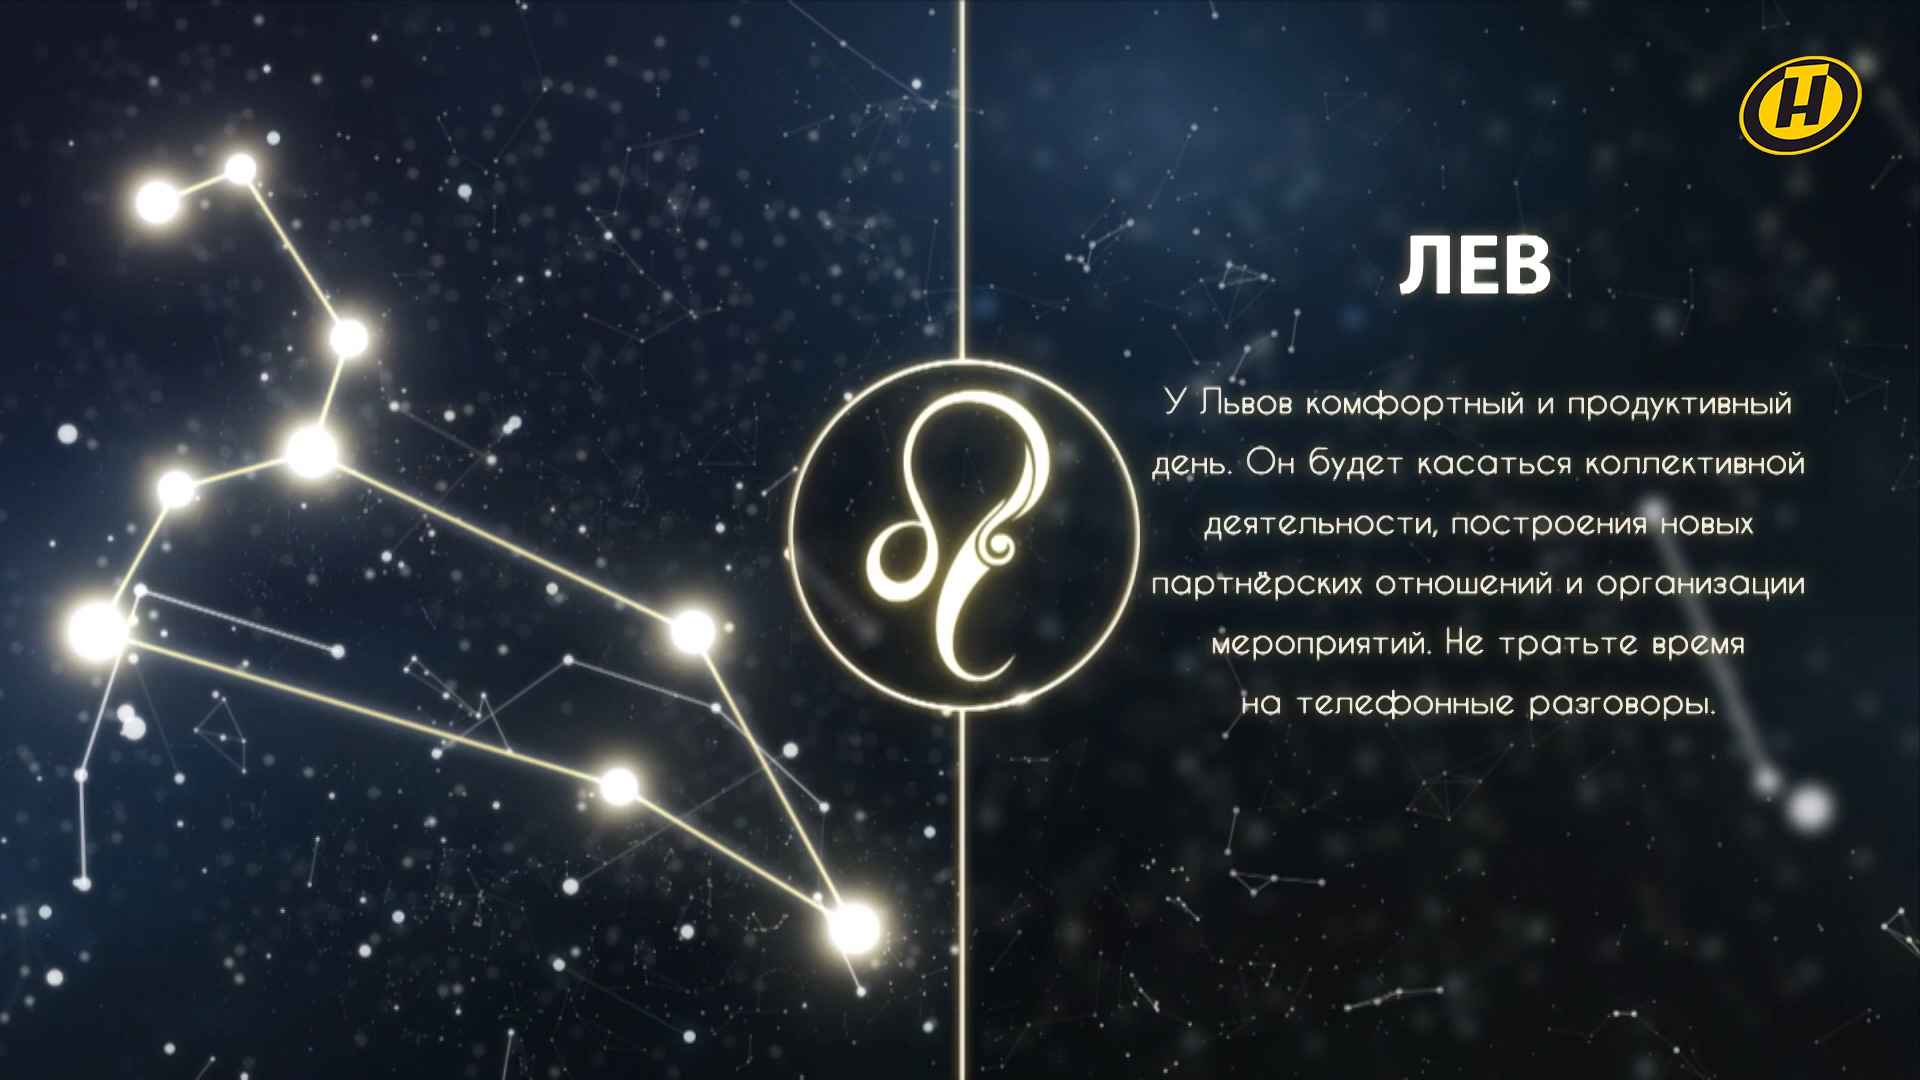 ТН
ЛЕВ
У Львов комфортный и продуктивный
день. Он будет касаться коллективной
деятельности, построения новых
партнёрских отношений и организации
мероприятий. Не тратьте время
на телефонные разговоры.